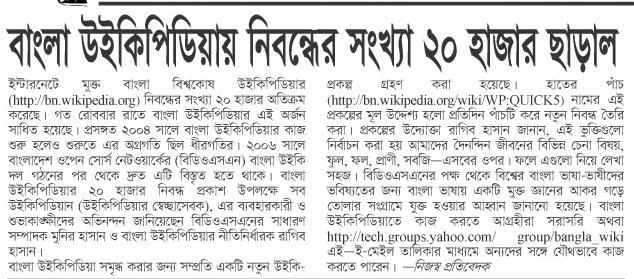 বাংলা উইকিপিডিয়ায় নিবন্ধের সংখ্যা ২০ হাজার ছাড়াল
ইন্টারনেটে মুক্ত বাংলা বিশ্বকোষ উইকিপিডিয়ার
(http://bn.wikipedia.org) নিবন্ধের সংখ্যা ২০ হাজার অতিক্রম
করেছে। গত রোববার রাতে বাংলা উইকিপিডিয়ার এই অর্জন
সাধিত হয়েছে। প্রসঙ্গত ২০০৪ সালে বাংলা উইকিপিডিয়ার কাজ
শুরু হলেও শুরুতে এর অগ্রগতি ছিল ধীরগতির। ২০০৬ সালে
বাংলাদেশ ওপেন সোর্স নেটওয়ার্কের (বিডিওএসএন) বাংলা উইকি
দল গঠনের পর থেকে দ্রুত এটি বিস্তৃত হতে থাকে। বাংলা
উইকিপিডিয়ার ২০ হাজার নিবন্ধ প্রকাশ উপলক্ষে সব
উইকিপিডিয়ান (উইকিপিডিয়ার স্বেচ্ছাসেবক), এর ব্যবহারকারী ও
শুভাকাঙ্ক্ষীদের অভিনন্দন জানিয়েছেন বিডিওএসএনের সাধারণ
সম্পাদক মুনির হাসান ও বাংলা উইকিপিডিয়ার নীতিনির্ধারক রাগিব
হাসান।
বাংলা উইকিপিডিয়া সমৃদ্ধ করার জন্য সম্প্রতি একটি নতুন উইকি-
প্রকল্প গ্রহণ করা হয়েছে। হাতের পাঁচ
(http://bn.wikipedia.org/wiki/WP:QUICK5) নামের এই
প্রকল্পের মূল উদ্দেশ্য হলো প্রতিদিন পাঁচটি করে নতুন নিবন্ধ তৈরি
করা। প্রকল্পের উদ্যোক্তা রাগিব হাসান জানান, এই ভুক্তিগুলো
নির্বাচন করা হয় আমাদের দৈনন্দিন জীবনের বিভিন্ন চেনা বিষয়,
ফুল, ফল, প্রাণী, সবজি—এসবের ওপর। ফলে এগুলো নিয়ে লেখা
সহজ। বিডিওএসএনের পক্ষ থেকে বিশ্বের বাংলা ভাষা-ভাষীদের
ভবিষ্যতের জন্য বাংলা ভাষায় একটি মুক্ত জ্ঞানের আকর গড়ে
তোলার সংগ্রামে যুক্ত হওয়ার আহ্বান জানানো হয়েছে। বাংলা
উইকিপিডিয়াতে কাজ করতে আগ্রহীরা সরাসরি অথবা
http://tech.groups.yahoo.com/ group/bangla_wiki
এই—ই-মেইল তালিকার মাধ্যমে অন্যদের সঙ্গে যৌথভাবে কাজ
করতে পারেন। —নিজস্ব প্রতিবেদক